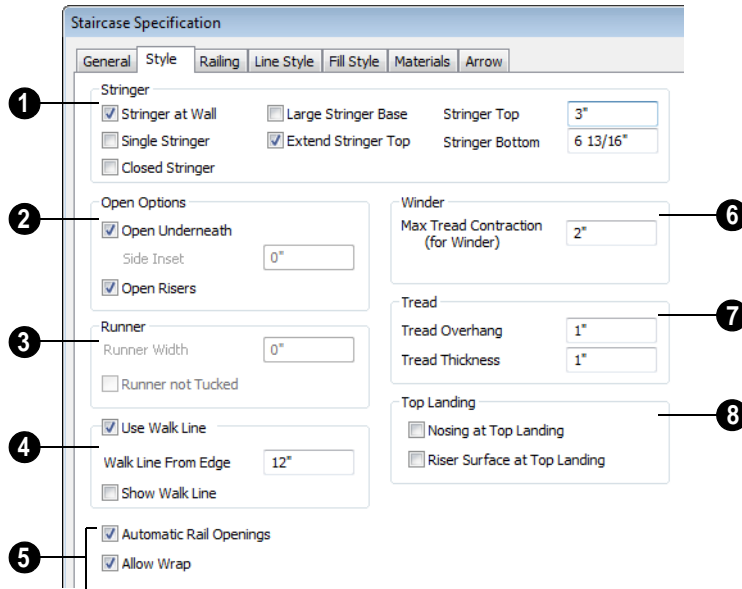 Staircase Specification
General Style Railing Line Style Fill Style Materials Arrow
1
Stringer
Stringer at Wall
Large Stringer Base
Stringer Top
3"
Single Stringer
Extend Stringer Top
Stringer Bottom
6 13/16"
Closed Stringer
2
Open Options
Open Underneath
Side Inset
0"
Open Risers
3
Runner
Runner Width
0"
Runner not Tucked
4
Use Walk Line
Walk Line From Edge
12"
Show Walk Line
5
Automatic Rail Openings
Allow Wrap
6
Winder
Max Tread Contraction
(for Winder)
2"
7
Tread
Tread Overhang
1"
Tread Thickness
1"
8
Top Landing
Nosing at Top Landing
Riser Surface at Top Landing